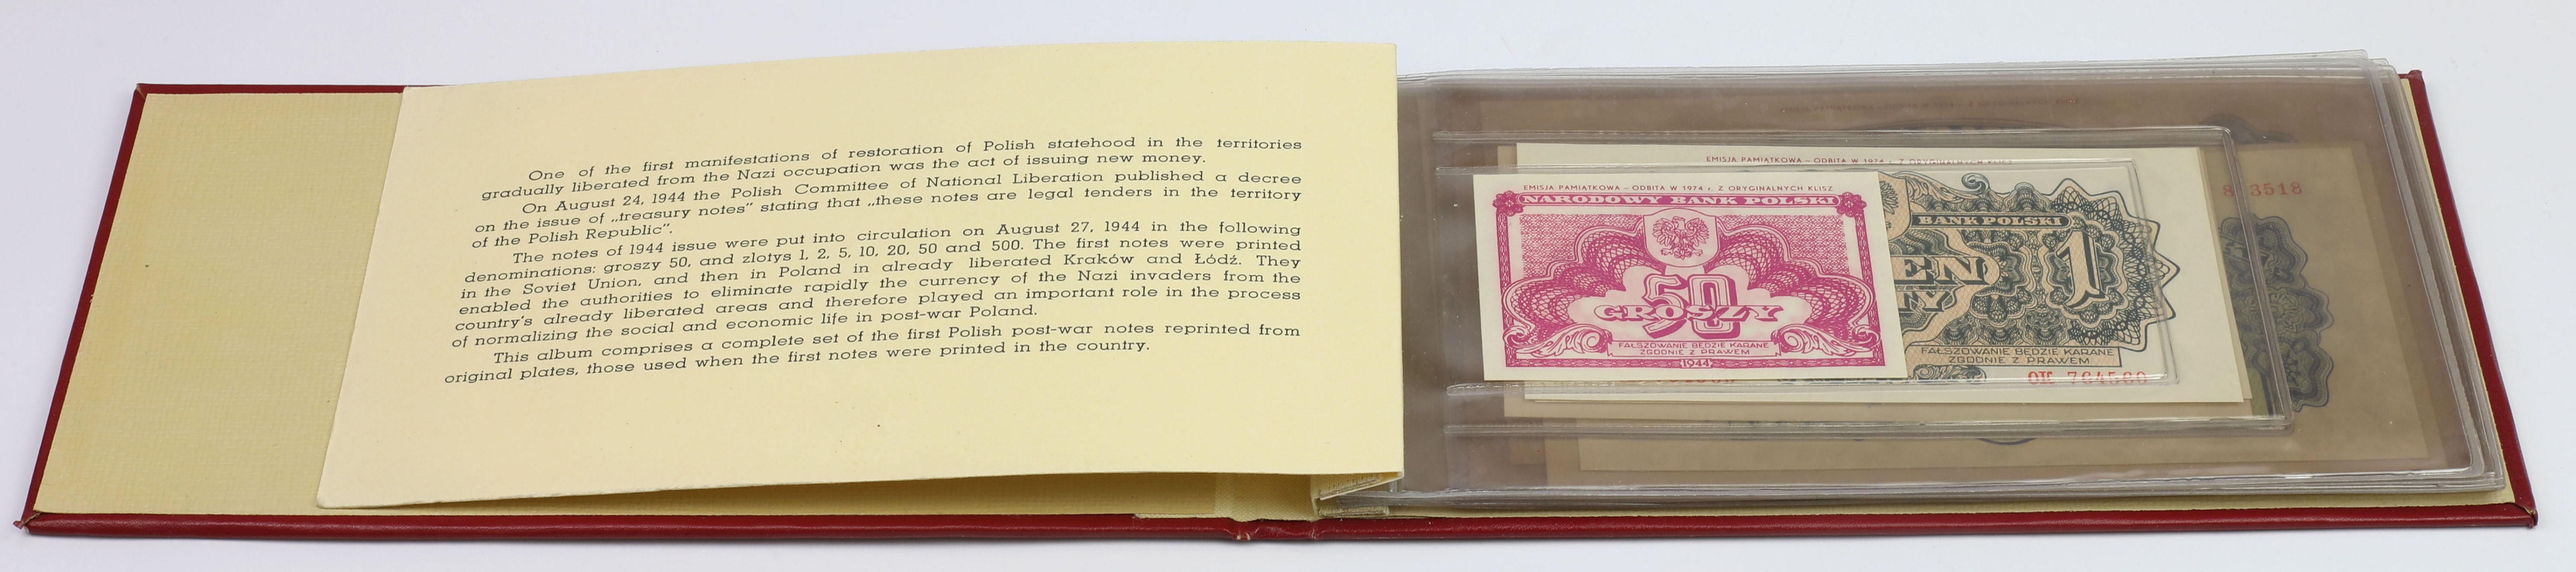 One of the first manifestations of restoration of Polish statehood in the territories
gradually liberated from the Nazi occupation was the act of issuing new money.
On August 24, 1944 the Polish Committee of National Liberation published a decree
on the issue of „treasury notes” stating that „these notes are legal tenders in the territory
of the Polish Republic”.
The notes of 1944 issue were put into circulation on August 27, 1944 in the following
denominations: groszy 50, and zlotys 1, 2, 5, 10, 20, 50 and 500. The first notes were printed
in the Soviet Union, and then in Poland in already liberated Kraków and Łódź. They
enabled the authorities to eliminate rapidly the currency of the Nazi invaders from the
country's already liberated areas and therefore played an important role in the process
of normalizing the social and economic life in post-war Poland.
This album comprises a complete set of the first Polish post-war notes reprinted from
original plates, those used when the first notes were printed in the country.
EMISJA PAMIĄTKOWA – ODBITA W 1974 r. Z ORYGINALNYCH KLISZ
NARODOWY BANK POLSKI
50
GROSZY
FAŁSZOWANIE BĘDZIE KARANE
ZGODNIE Z PRAWEM
1944
EMISJA PAMIĄTKOWA – ODBITA W 1974 r. Z ORYGINALNYCH KLISZ
BANK POLSKI
EN
TY
1
FAŁSZOWANIE BĘDZIE KARANE
ZGODNIE Z PRAWEM
764560
3518